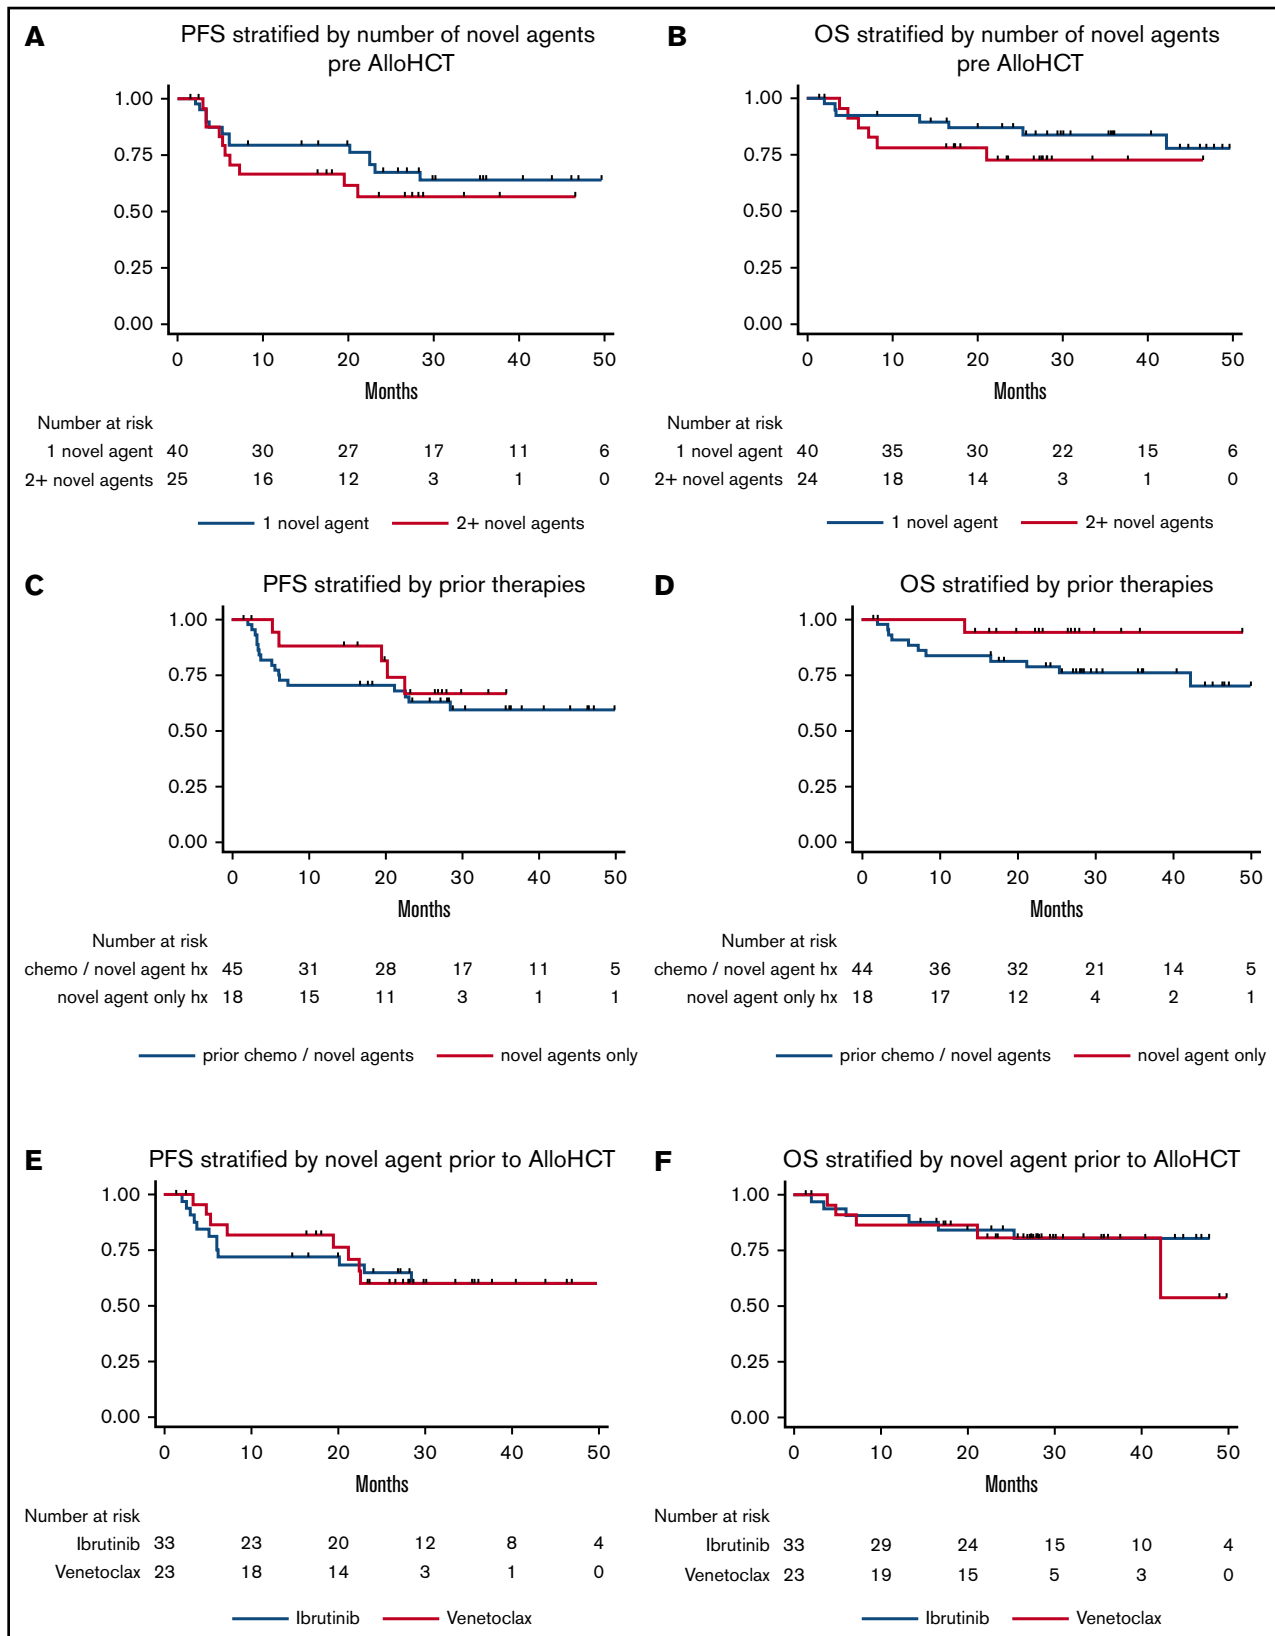 A
PFS stratified by number of novel agents
pre AlloHCT
1.00
0.75
0.50
0.25
0.00
0 10 20 30 40 50
Months
Number at risk
1 novel agent 40 30 27 17 11 6
2+ novel agents 25 16 12 3 1 0
1 novel agent 2+ novel agents
B
OS stratified by number of novel agents
pre AlloHCT
1.00
0.75
0.50
0.25
0.00
0 10 20 30 40 50
Months
Number at risk
1 novel agent 40 35 30 22 15 6
2+ novel agents 24 18 14 3 1 0
1 novel agent 2+ novel agents
C
PFS stratified by prior therapies
1.00
0.75
0.50
0.25
0.00
0 10 20 30 40 50
Months
Number at risk
chemo / novel agent hx 45 31 28 17 11 5
novel agent only hx 18 15 11 3 1 1
prior chemo / novel agents novel agents only
D
OS stratified by prior therapies
1.00
0.75
0.50
0.25
0.00
0 10 20 30 40 50
Months
Number at risk
chemo / novel agent hx 44 36 32 21 14 5
novel agent only hx 18 17 12 4 2 1
prior chemo / novel agents novel agent only
E
PFS stratified by novel agent prior to AlloHCT
1.00
0.75
0.50
0.25
0.00
0 10 20 30 40 50
Months
Number at risk
Ibrutinib 33 23 20 12 8 4
Venetoclax 23 18 14 3 1 0
Ibrutinib Venetoclax
F
OS stratified by novel agent prior to AlloHCT
1.00
0.75
0.50
0.25
0.00
0 10 20 30 40 50
Months
Number at risk
Ibrutinib 33 29 24 15 10 4
Venetoclax 23 19 15 5 3 0
Ibrutinib Venetoclax